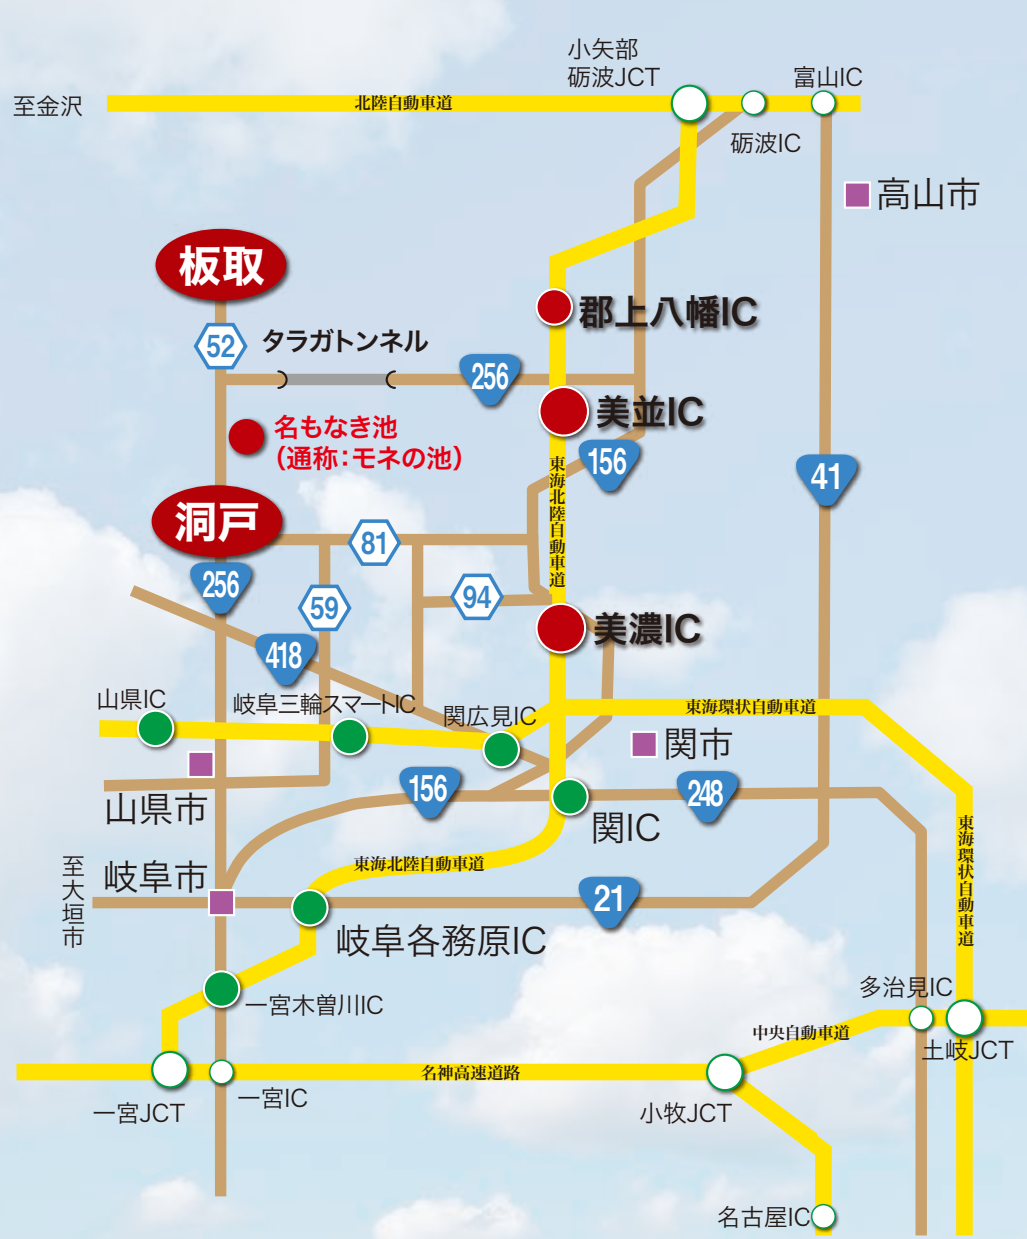 小矢部
砺波JCT
富山IC
至金沢
北陸自動車道
砺波IC
高山市
板取
郡上八幡IC
52
タラガトンネル
256
美並IC
名もなき池
（通称：モネの池）
156
41
東海北陸自動車道
洞戸
81
256
59
94
美濃IC
418
山県IC
岐阜三輪スマートIC
関広見IC
東海環状自動車道
関市
156
248
山県市
関IC
東海環状自動車道
至大垣市
岐阜市
東海北陸自動車道
21
岐阜各務原IC
一宮木曽川IC
多治見IC
中央自動車道
土岐JCT
名神高速道路
一宮JCT
一宮IC
小牧JCT
名古屋IC